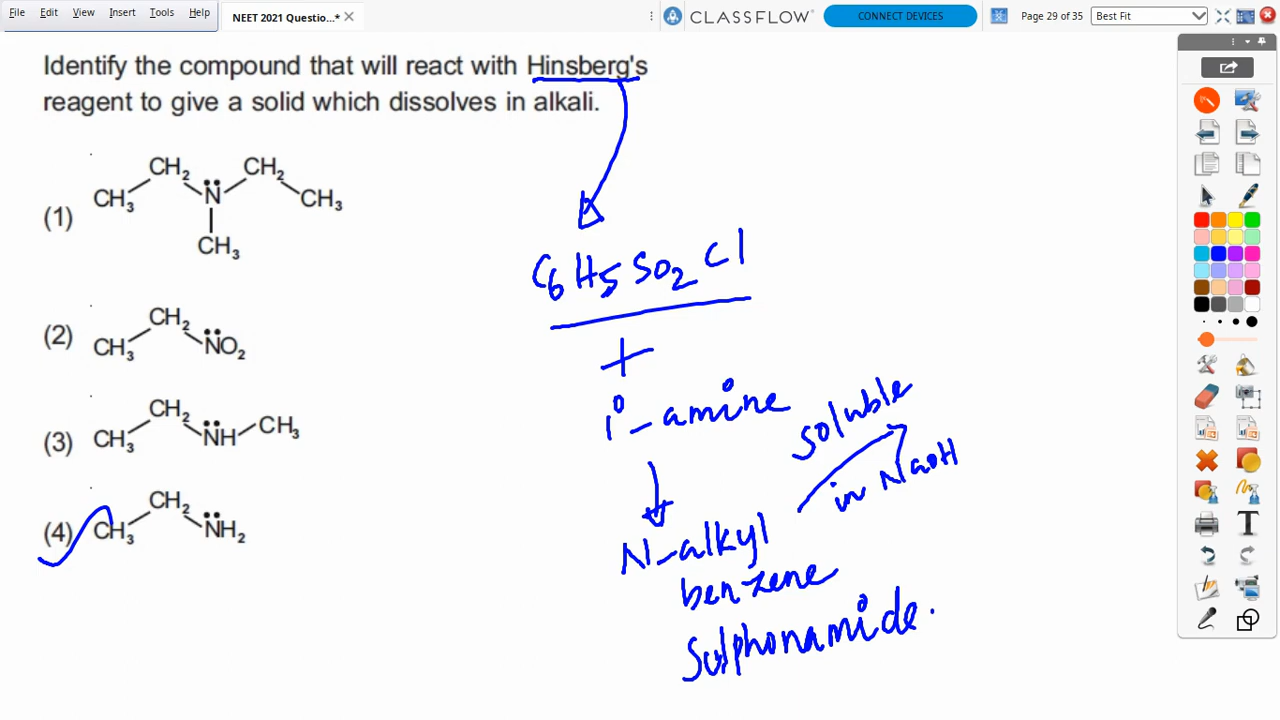 File Edit View Insert Tools Help NEET 2021 Questio...* CLASSFLOW CONNECT DEVICES Page 29 of 35 Best Fit
Identify the compound that will react with Hinsberg's
reagent to give a solid which dissolves in alkali.
(1) CH3 CH2 N CH2 CH3
CH3
C6H5SO2Cl
(2) CH3 CH2 NO2
+
1°-amine
soluble
in NaOH
(3) CH3 CH2 NH CH3
(4) CH3 CH2 NH2
N-alkyl
benzene
Sulphonamide.
T